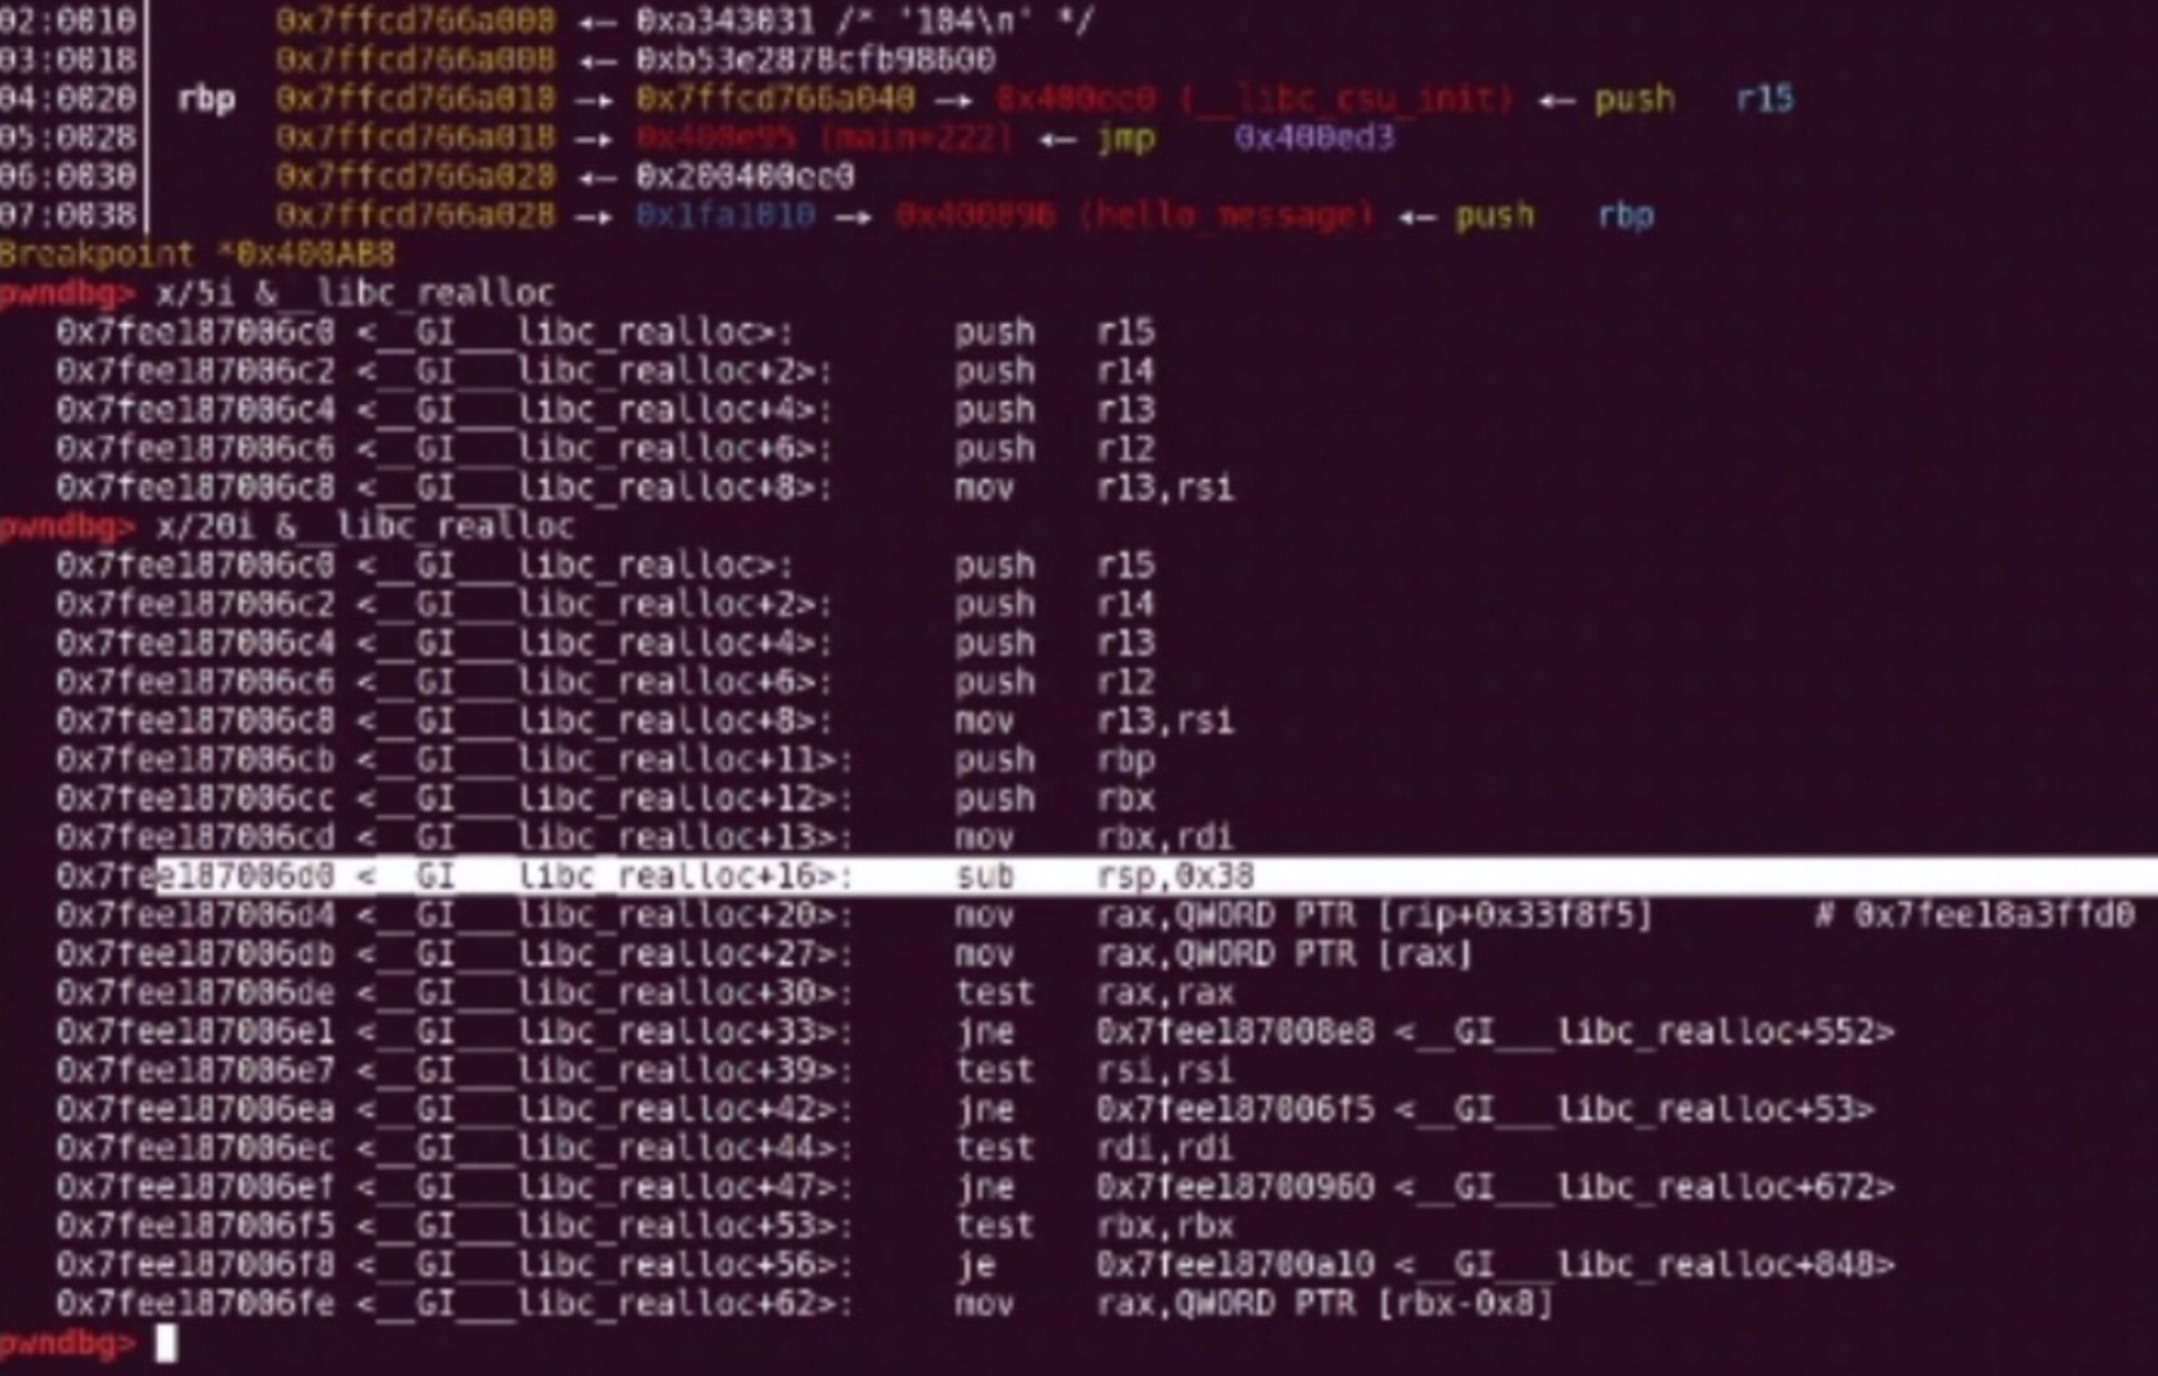 02:0010│ 0x7ffcd766a000 ◂— 0xa343031 /* '104\n' */
03:0018│ 0x7ffcd766a008 ◂— 0xb53e2878cfb98600
04:0020│ rbp 0x7ffcd766a010 —▸ 0x7ffcd766a040 —▸ 0x400ee0 (__libc_csu_init) ◂— push r15
05:0028│ 0x7ffcd766a018 —▸ 0x400e95 (main+222) ◂— jmp 0x400ed3
06:0030│ 0x7ffcd766a020 ◂— 0x200400ee0
07:0038│ 0x7ffcd766a028 —▸ 0x1fa1010 —▸ 0x400896 (hello_message) ◂— push rbp
Breakpoint *0x400AB8
pwndbg> x/5i &__libc_realloc
0x7fee187006c0 <__GI___libc_realloc>: push r15
0x7fee187006c2 <__GI___libc_realloc+2>: push r14
0x7fee187006c4 <__GI___libc_realloc+4>: push r13
0x7fee187006c6 <__GI___libc_realloc+6>: push r12
0x7fee187006c8 <__GI___libc_realloc+8>: mov r13,rsi
pwndbg> x/20i &__libc_realloc
0x7fee187006c0 <__GI___libc_realloc>: push r15
0x7fee187006c2 <__GI___libc_realloc+2>: push r14
0x7fee187006c4 <__GI___libc_realloc+4>: push r13
0x7fee187006c6 <__GI___libc_realloc+6>: push r12
0x7fee187006c8 <__GI___libc_realloc+8>: mov r13,rsi
0x7fee187006cb <__GI___libc_realloc+11>: push rbp
0x7fee187006cc <__GI___libc_realloc+12>: push rbx
0x7fee187006cd <__GI___libc_realloc+13>: mov rbx,rdi
0x7fee187006d0 <__GI___libc_realloc+16>: sub rsp,0x38
0x7fee187006d4 <__GI___libc_realloc+20>: mov rax,QWORD PTR [rip+0x33f8f5] # 0x7fee18a3ffd0
0x7fee187006db <__GI___libc_realloc+27>: mov rax,QWORD PTR [rax]
0x7fee187006de <__GI___libc_realloc+30>: test rax,rax
0x7fee187006e1 <__GI___libc_realloc+33>: jne 0x7fee187008e8 <__GI___libc_realloc+552>
0x7fee187006e7 <__GI___libc_realloc+39>: test rsi,rsi
0x7fee187006ea <__GI___libc_realloc+42>: jne 0x7fee187006f5 <__GI___libc_realloc+53>
0x7fee187006ec <__GI___libc_realloc+44>: test rdi,rdi
0x7fee187006ef <__GI___libc_realloc+47>: jne 0x7fee18700960 <__GI___libc_realloc+672>
0x7fee187006f5 <__GI___libc_realloc+53>: test rbx,rbx
0x7fee187006f8 <__GI___libc_realloc+56>: je 0x7fee18700a10 <__GI___libc_realloc+848>
0x7fee187006fe <__GI___libc_realloc+62>: mov rax,QWORD PTR [rbx-0x8]
pwndbg>